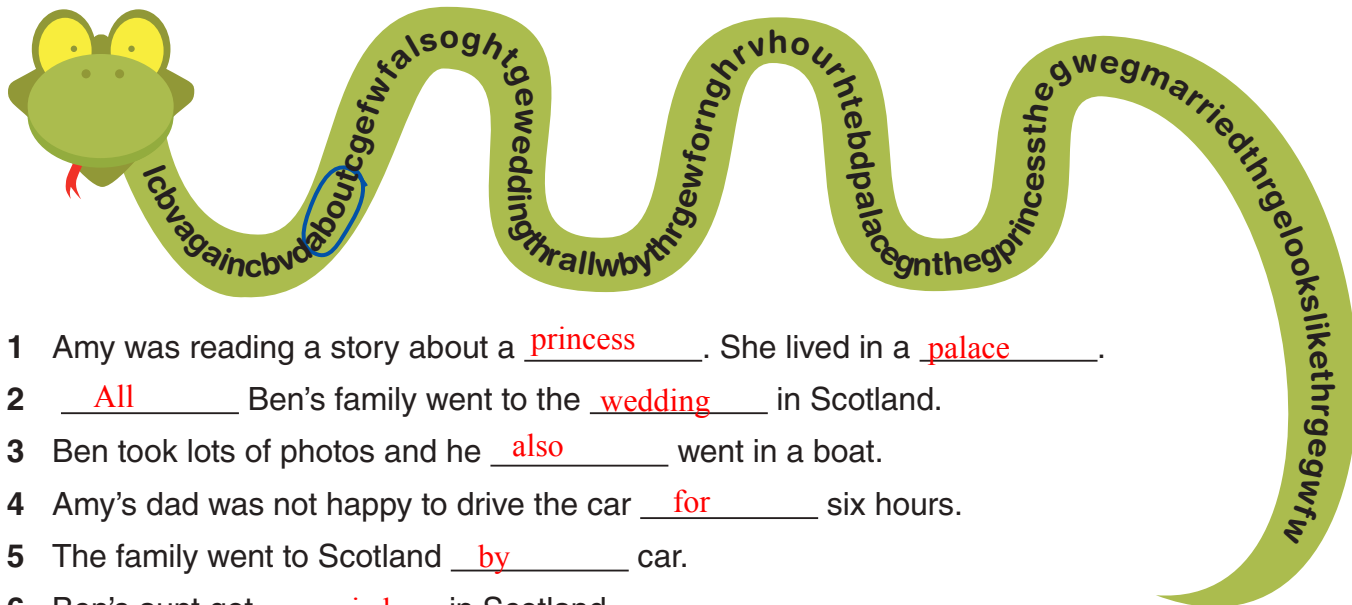 lcbvagaincbvdaboutcgefwfalsoghtgeweddingthrallwbythrgewfornghrvhourhtebdpalacegnthegprincessthegwegmarriedthrgelookslikethrgegwfw
1 Amy was reading a story about a princess. She lived in a palace.
2 All Ben’s family went to the wedding in Scotland.
3 Ben took lots of photos and he also went in a boat.
4 Amy’s dad was not happy to drive the car for six hours.
5 The family went to Scotland by car.